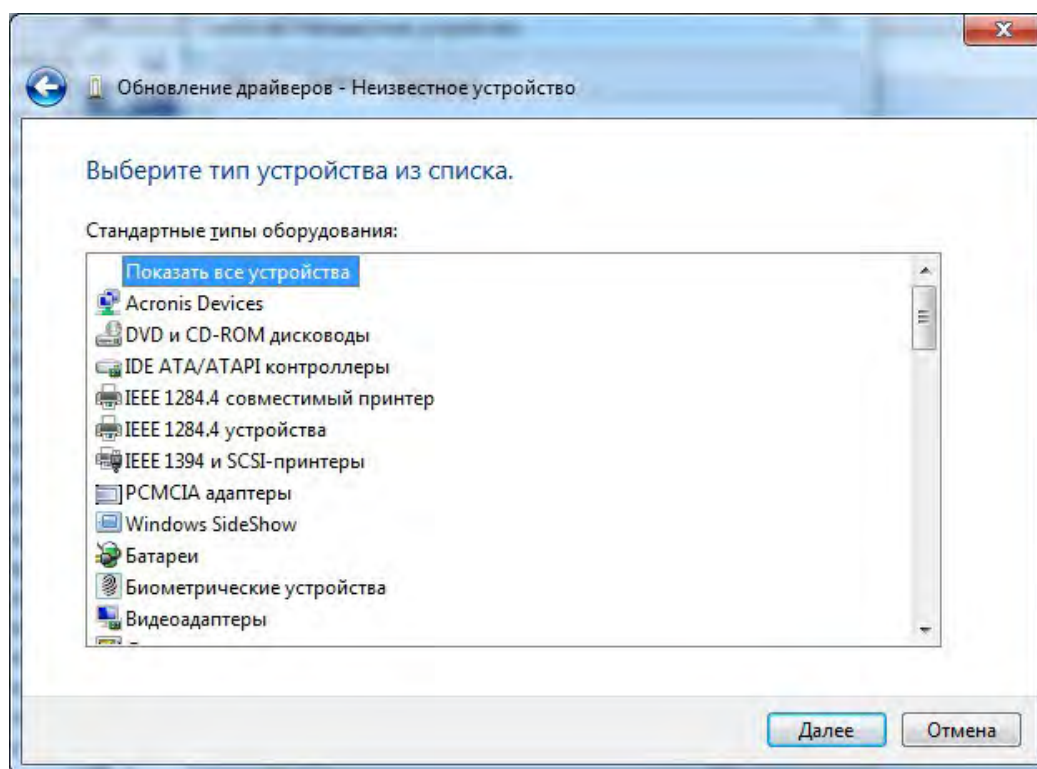 Обновление драйверов - Неизвестное устройство
Выберите тип устройства из списка.
Стандартные типы оборудования:
Показать все устройства
Acronis Devices
DVD и CD-ROM дисководы
IDE ATA/ATAPI контроллеры
IEEE 1284.4 совместимый принтер
IEEE 1284.4 устройства
IEEE 1394 и SCSI-принтеры
PCMCIA адаптеры
Windows SideShow
Батареи
Биометрические устройства
Видеоадаптеры
Далее
Отмена